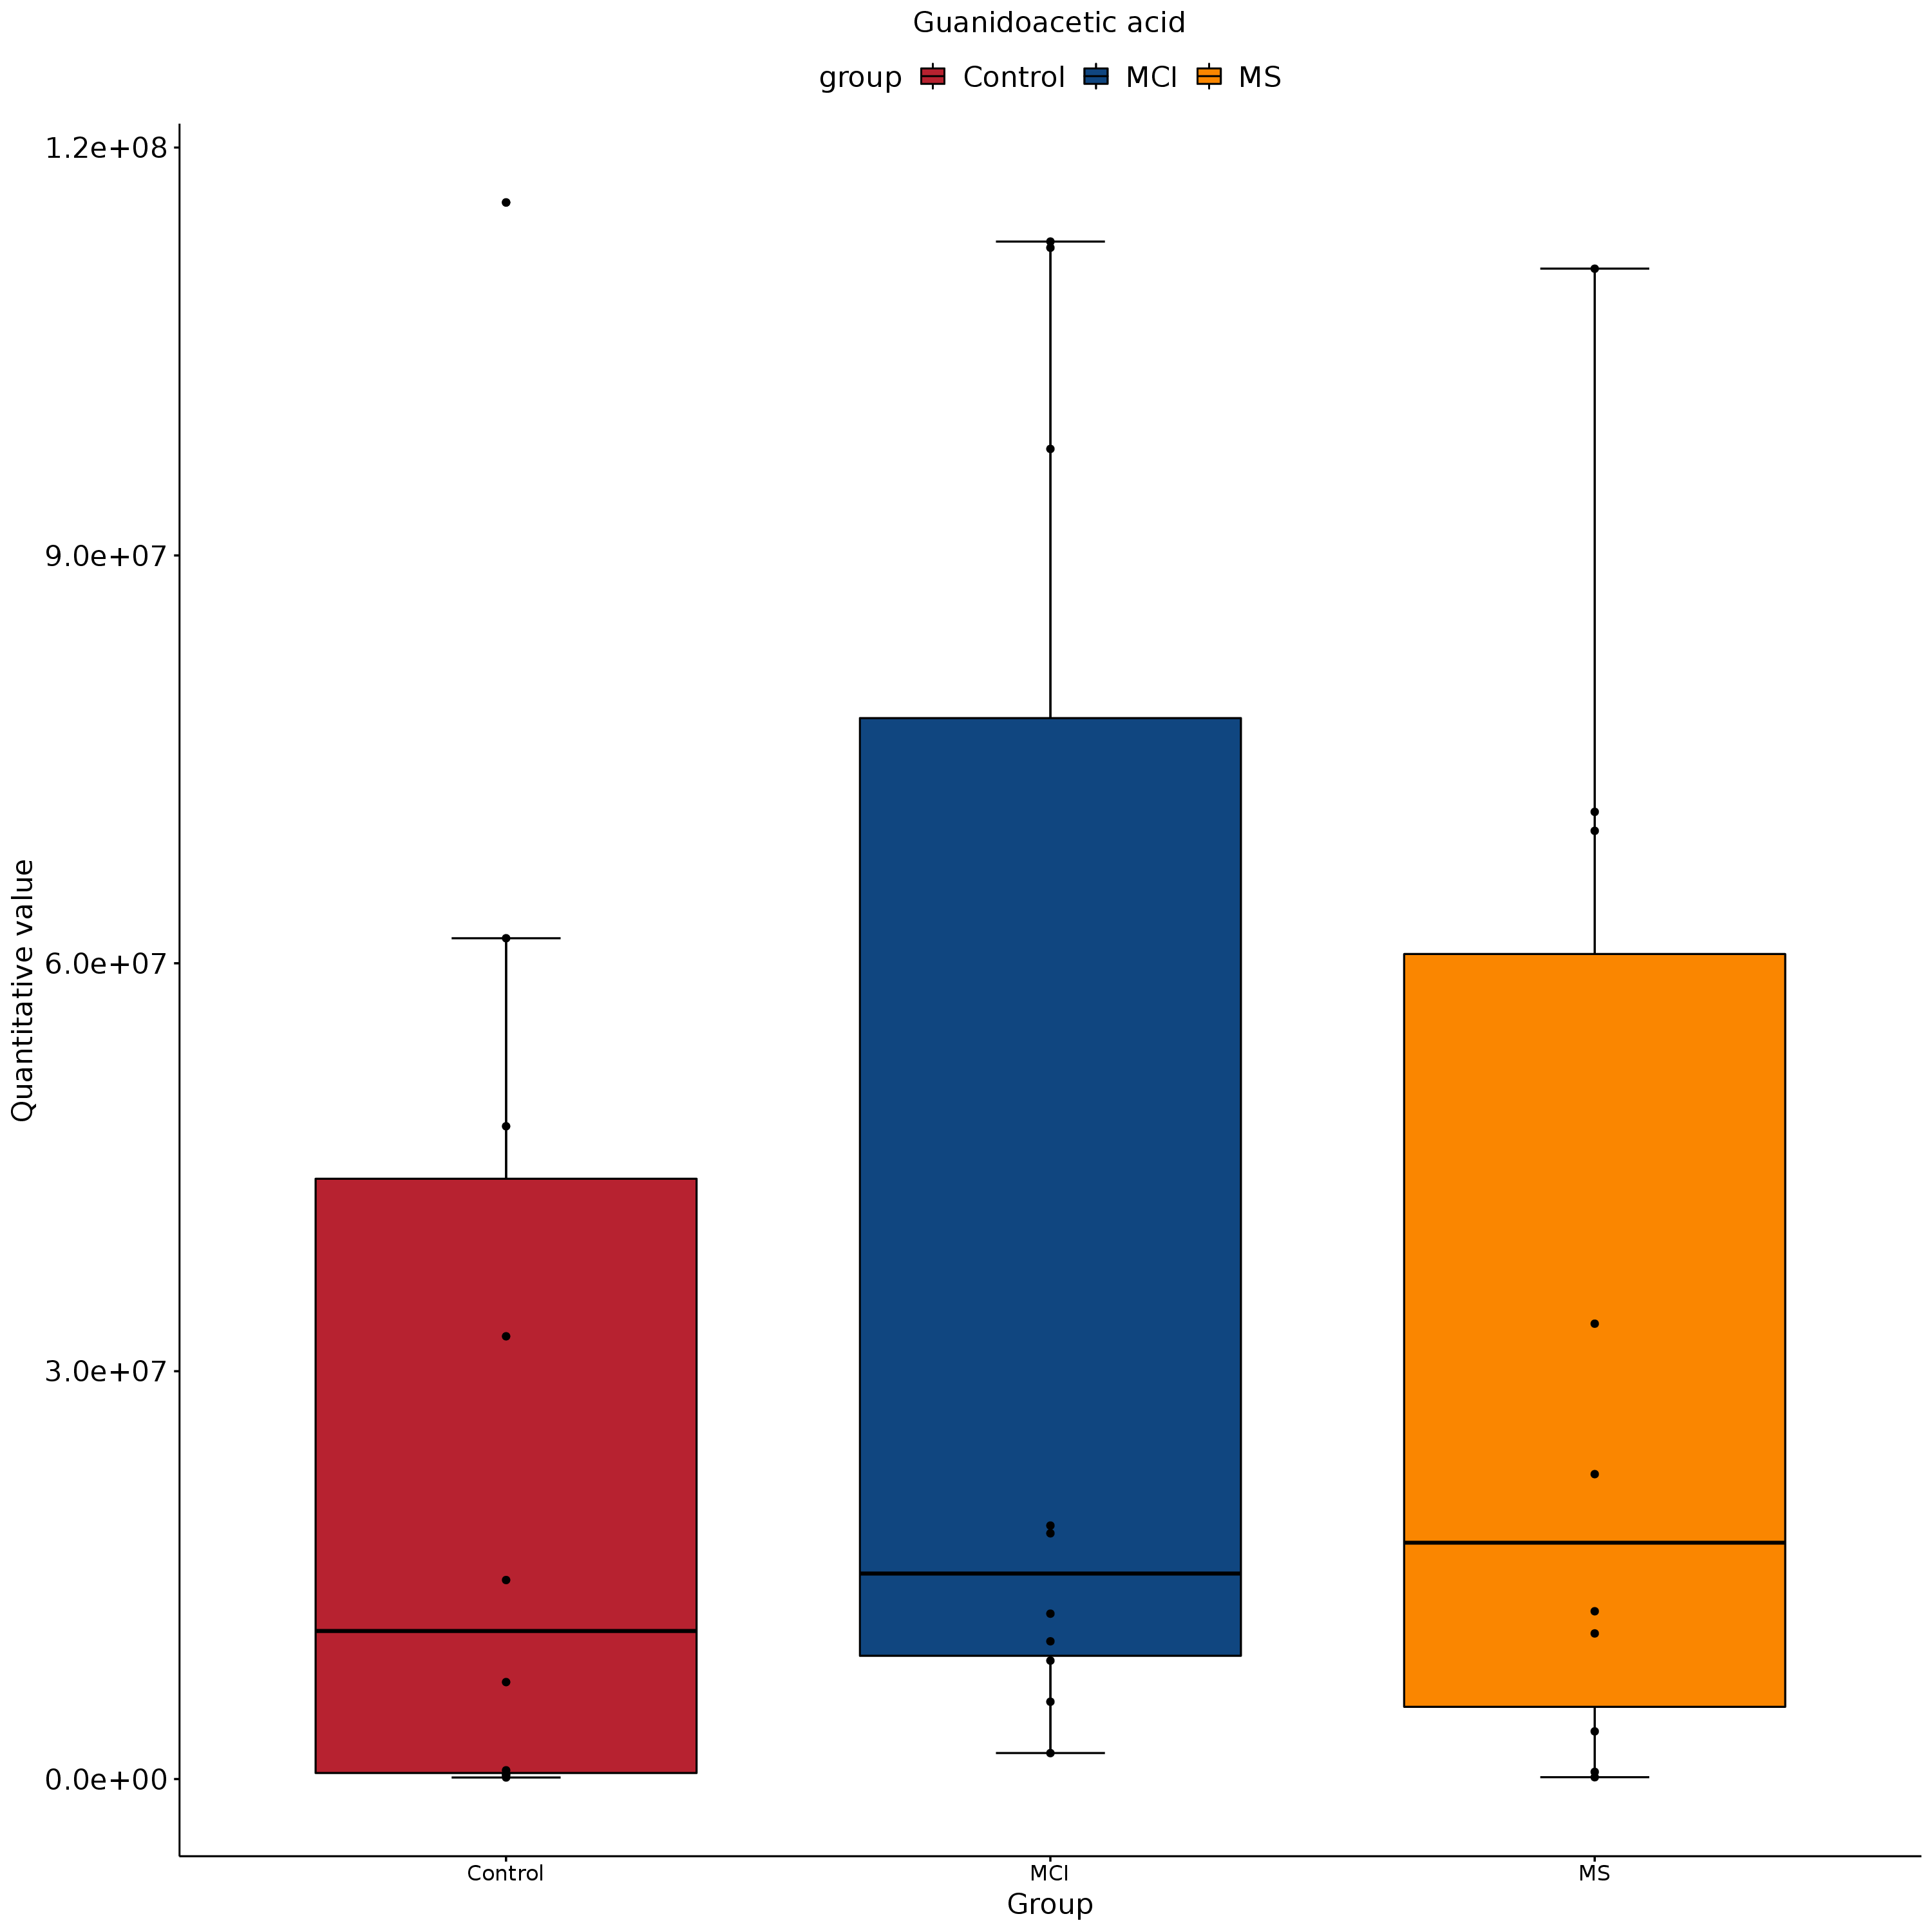 Guanidoacetic acid
group Control MCI MS
1.2e+08
9.0e+07
6.0e+07
3.0e+07
0.0e+00
Quantitative value
Control MCI MS
Group